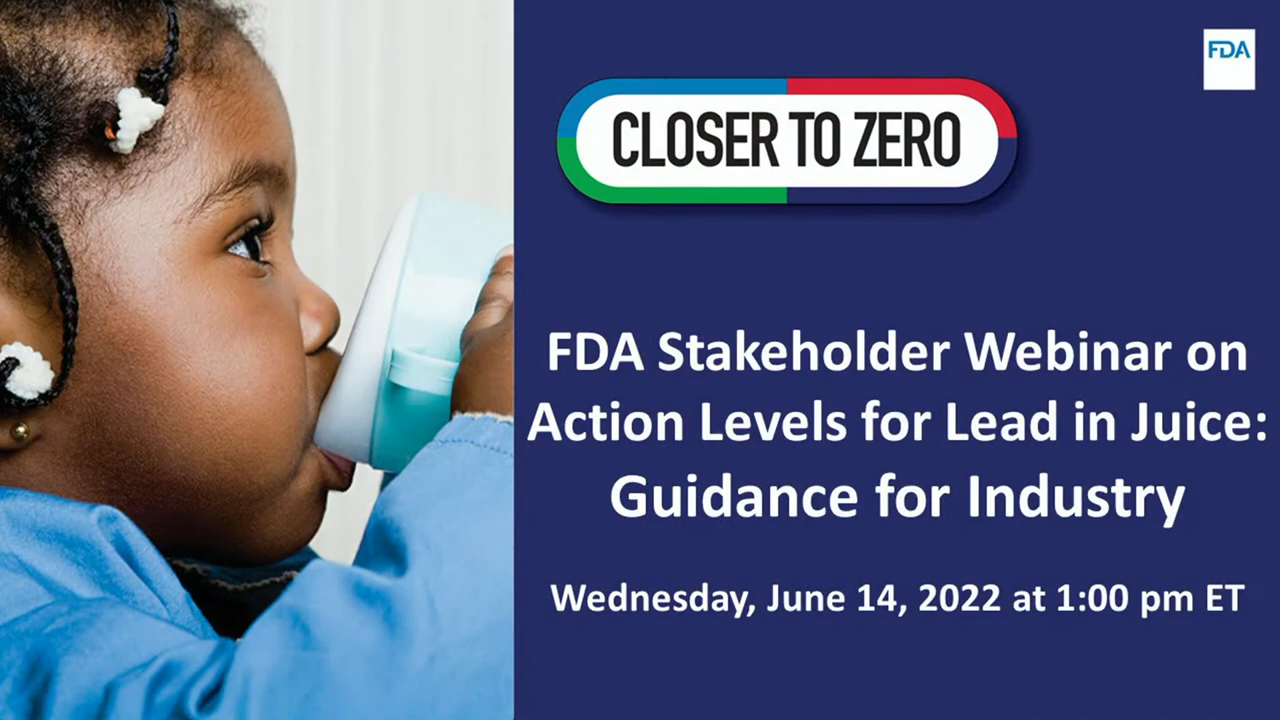 FDA
CLOSER TO ZERO
FDA Stakeholder Webinar on
Action Levels for Lead in Juice:
Guidance for Industry
Wednesday, June 14, 2022 at 1:00 pm ET